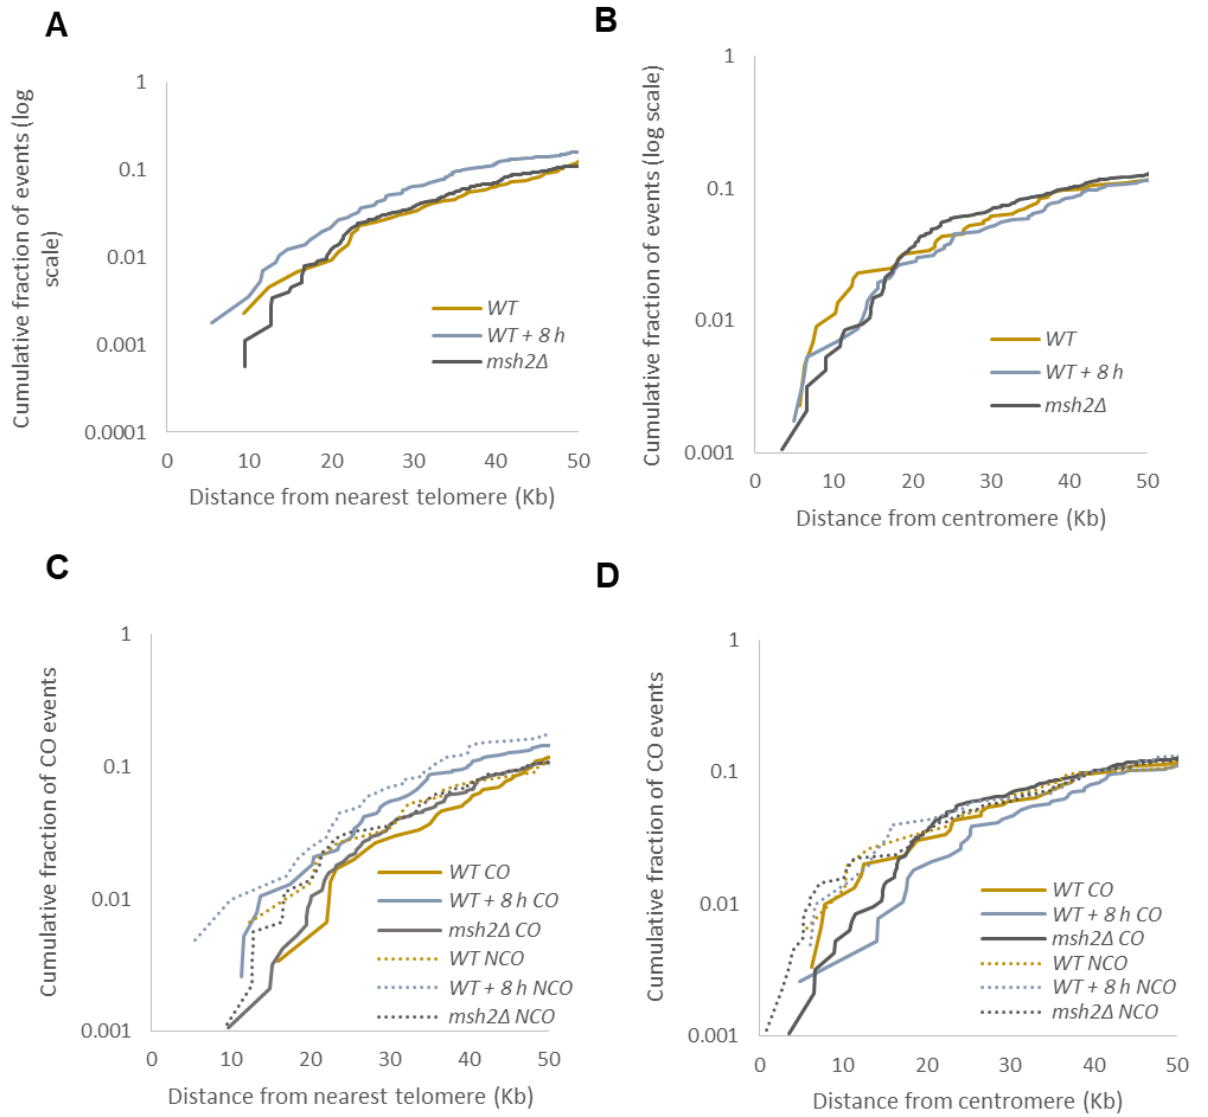 A
Cumulative fraction of events (log
scale)
1
0.1
0.01
0.001
0.0001
0 10 20 30 40 50
Distance from nearest telomere (Kb)
WT
WT + 8 h
msh2Δ
B
Cumulative fraction of events (log scale)
1
0.1
0.01
0.001
0 10 20 30 40 50
Distance from centromere (Kb)
WT
WT + 8 h
msh2Δ
C
Cumulative fraction of CO events
1
0.1
0.01
0.001
0 10 20 30 40 50
Distance from nearest telomere (Kb)
WT CO
WT + 8 h CO
msh2Δ CO
WT NCO
WT + 8 h NCO
msh2Δ NCO
D
Cumulative fraction of CO events
1
0.1
0.01
0.001
0 10 20 30 40 50
Distance from centromere (Kb)
WT CO
WT + 8 h CO
msh2Δ CO
WT NCO
WT + 8 h NCO
msh2Δ NCO